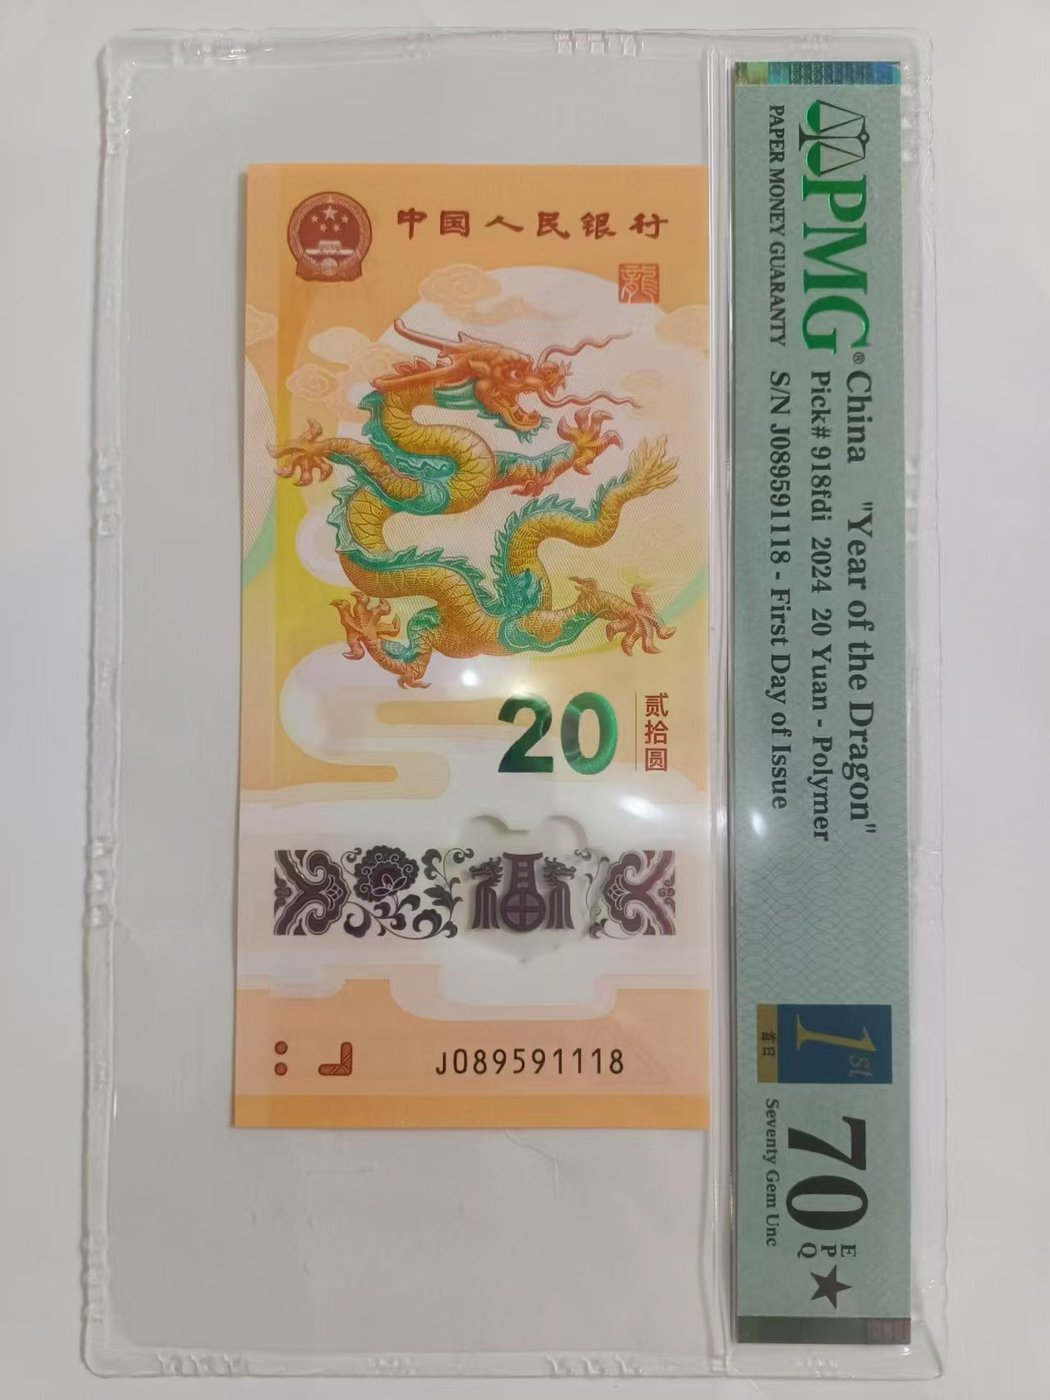 中国人民银行
龍
20
贰拾圆
J089591118
PMG®
PAPER MONEY GUARANTY
China "Year of the Dragon"
Pick# 918fdi 2024 20 Yuan - Polymer
S/N J089591118 - First Day of Issue
1st
首日
70 EPQ★
Seventy Gem Unc